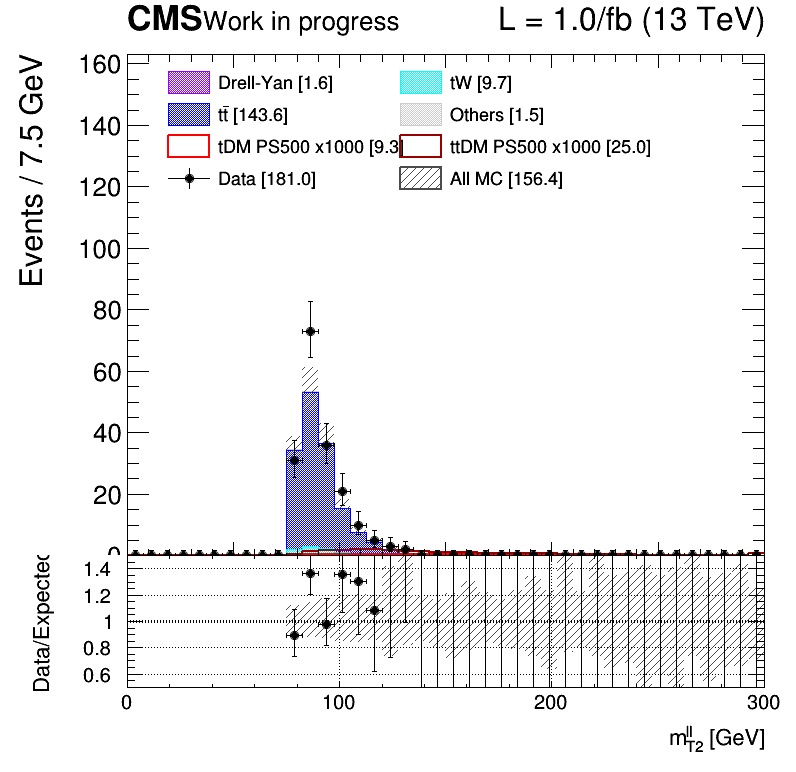 CMS Work in progress L = 1.0/fb (13 TeV)
Events / 7.5 GeV
160
140
120
100
80
60
40
20
0
Drell-Yan [1.6]
tW [9.7]
tt̄ [143.6]
Others [1.5]
tDM PS500 x1000 [9.3
ttDM PS500 x1000 [25.0]
Data [181.0]
All MC [156.4]
Data/Expected
1.4
1.2
1
0.8
0.6
0 100 200 300
m_T2^ll [GeV]